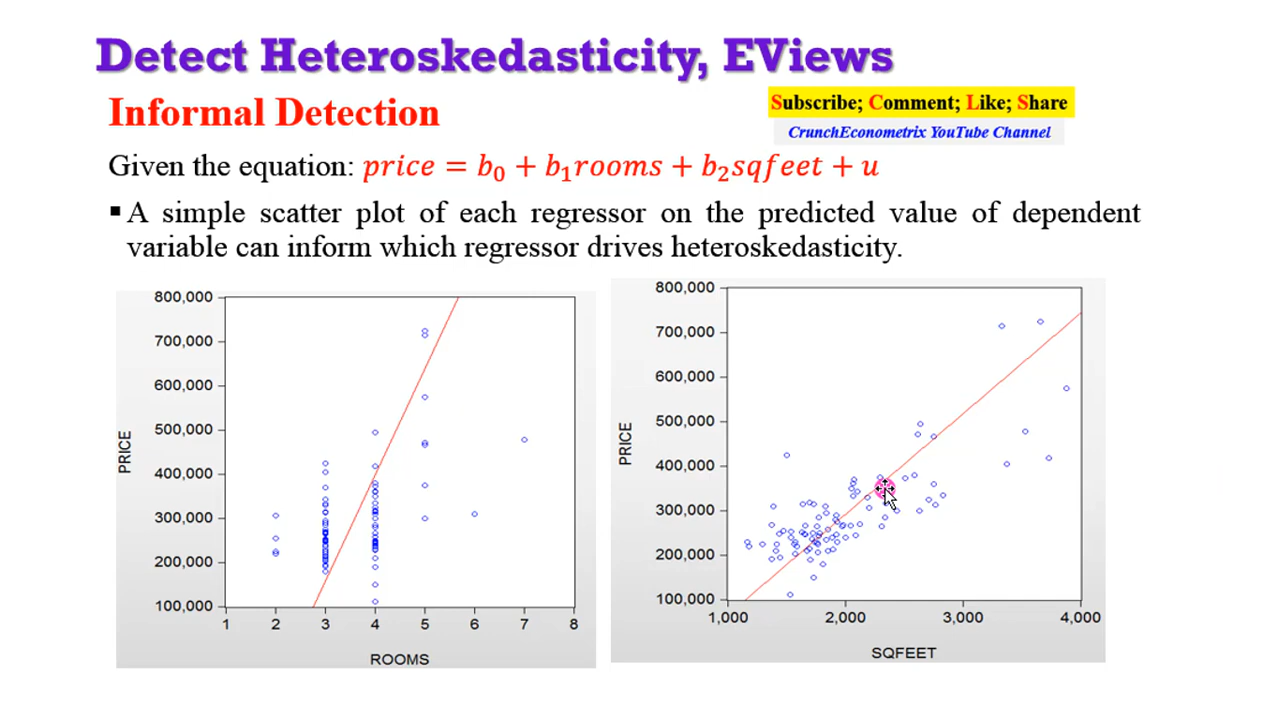 Detect Heteroskedasticity, EViews
Informal Detection
Subscribe; Comment; Like; Share
CrunchEconometrix YouTube Channel
Given the equation: price = b₀ + b₁rooms + b₂sqfeet + u
▪ A simple scatter plot of each regressor on the predicted value of dependent
variable can inform which regressor drives heteroskedasticity.
800,000
700,000
600,000
500,000
400,000
300,000
200,000
100,000
PRICE
1 2 3 4 5 6 7 8
ROOMS
800,000
700,000
600,000
500,000
400,000
300,000
200,000
100,000
PRICE
1,000 2,000 3,000 4,000
SQFEET